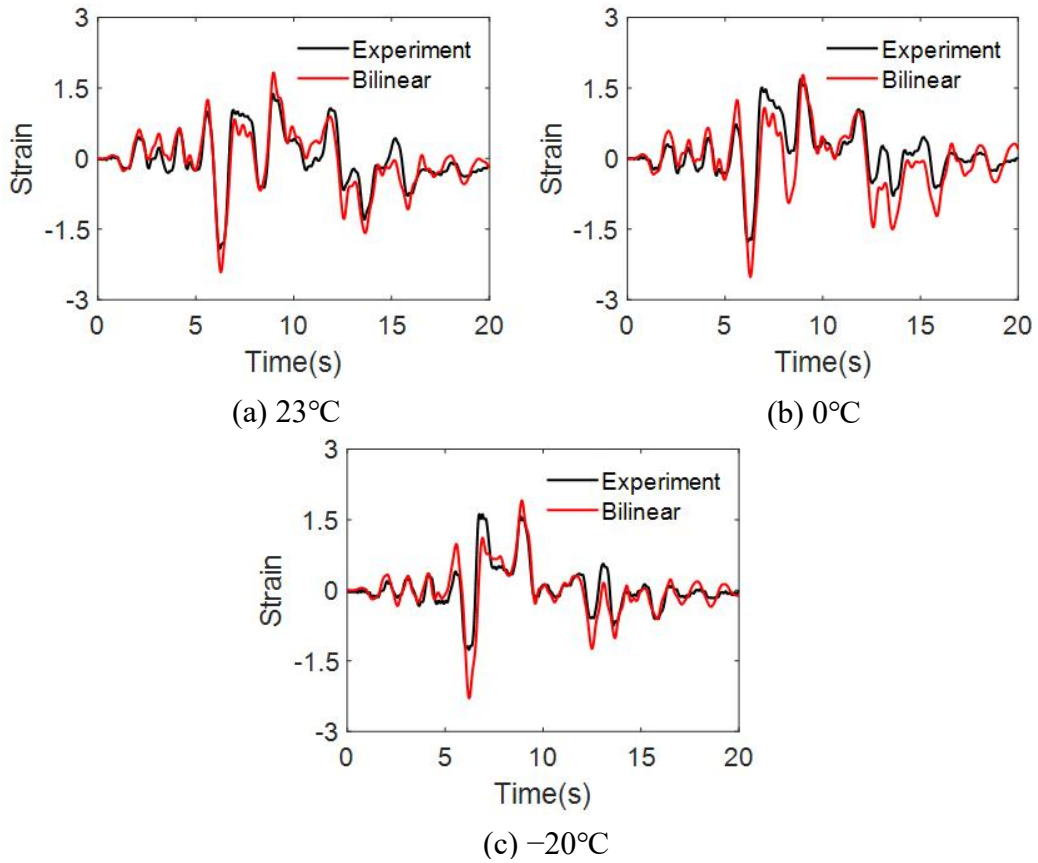 3
1.5
0
-1.5
-3
Strain
Experiment
Bilinear
0 5 10 15 20
Time(s)
(a) 23℃
3
1.5
0
-1.5
-3
Strain
Experiment
Bilinear
0 5 10 15 20
Time(s)
(b) 0℃
3
1.5
0
-1.5
-3
Strain
Experiment
Bilinear
0 5 10 15 20
Time(s)
(c) −20℃